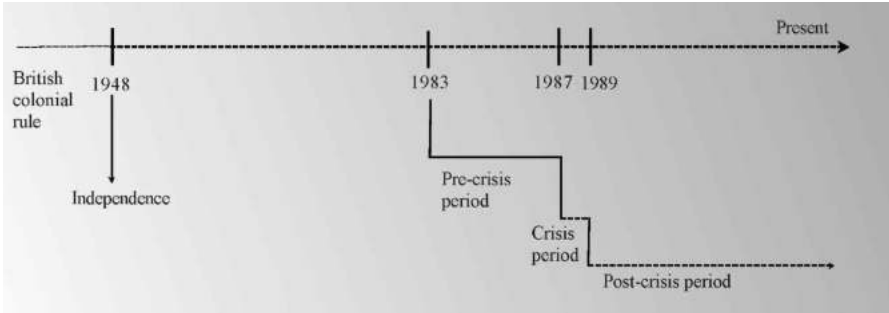 Present
British
colonial
rule
1948
1983
1987
1989
Independence
Pre-crisis
period
Crisis
period
Post-crisis period